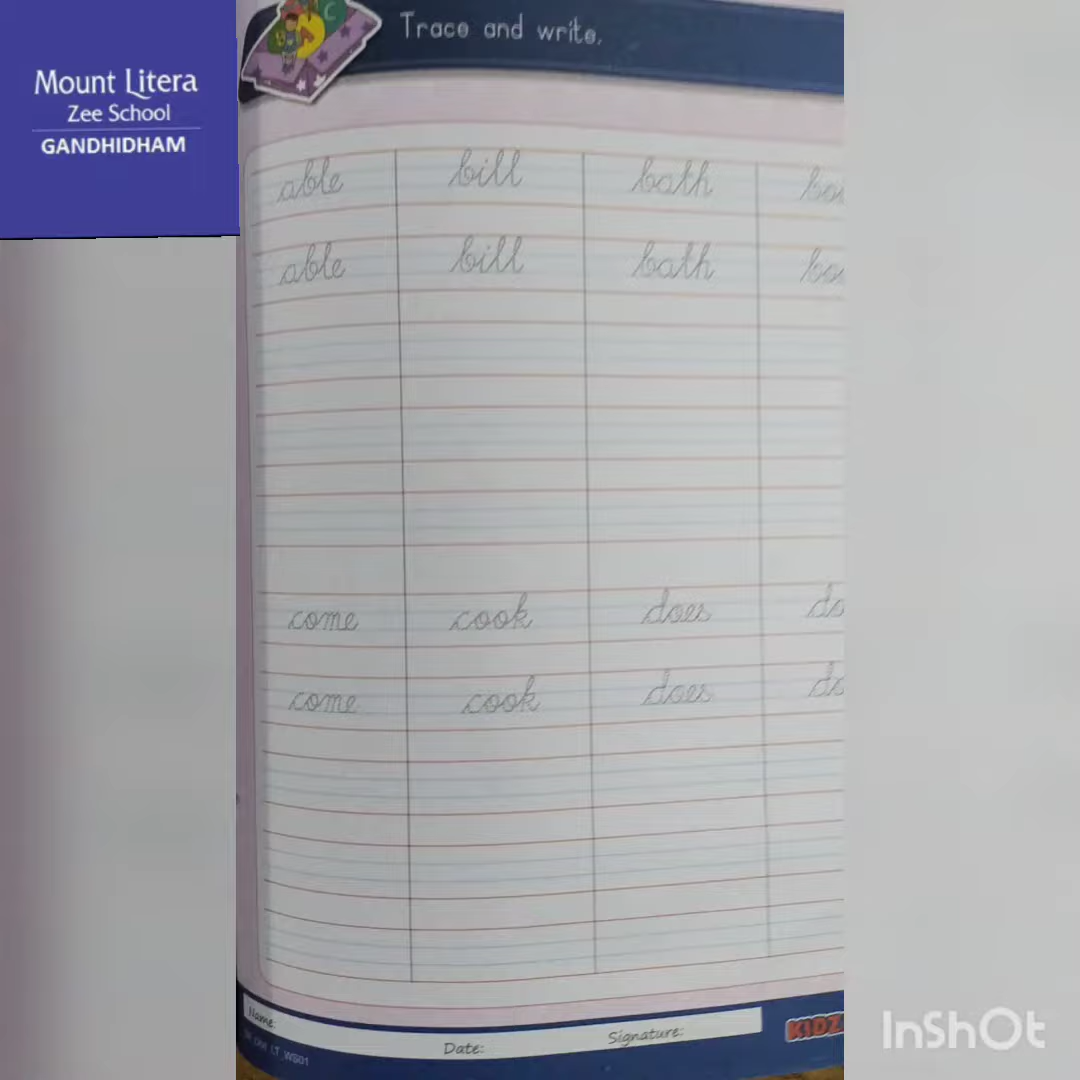 Mount Litera
Zee School
GANDHIDHAM
Trace and write.
able bill bath
able bill bath
come cook does
come cook does
Name:
Date:
Signature:
KIDZ
InShOt